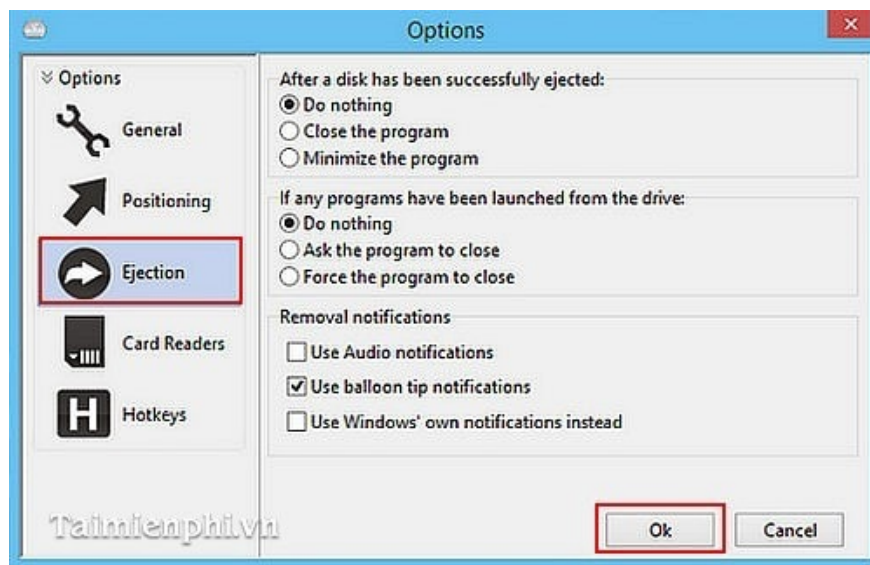 Options
Options
General
Positioning
Ejection
Card Readers
Hotkeys
After a disk has been successfully ejected:
Do nothing
Close the program
Minimize the program
If any programs have been launched from the drive:
Do nothing
Ask the program to close
Force the program to close
Removal notifications
Use Audio notifications
Use balloon tip notifications
Use Windows' own notifications instead
Taimienphi.vn
Ok
Cancel